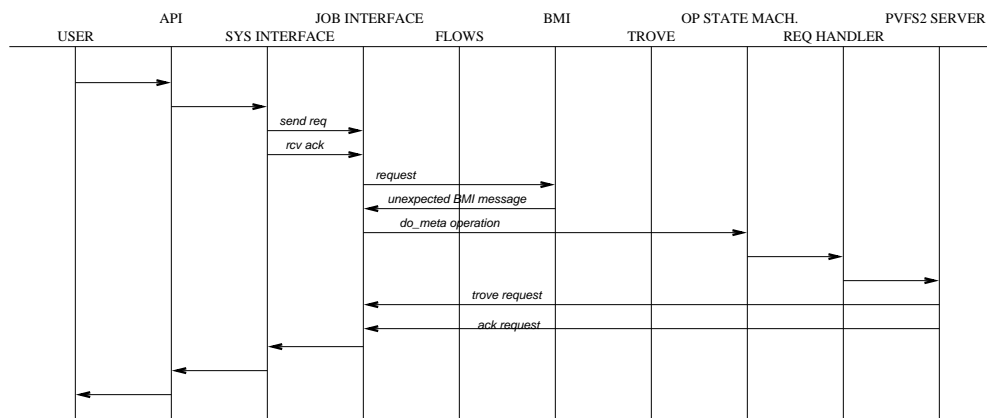 API JOB INTERFACE BMI OP STATE MACH. PVFS2 SERVER
USER SYS INTERFACE FLOWS TROVE REQ HANDLER
send req
rcv ack
request
unexpected BMI message
do_meta operation
trove request
ack request